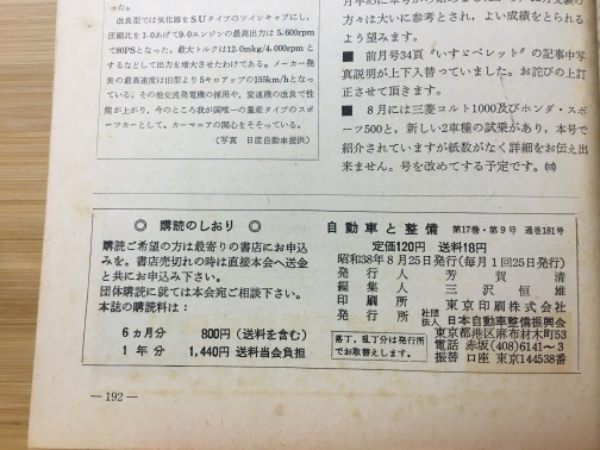 った。
改良型では気化器をSUタイプのツインキャブにし、
圧縮比を1.0あげ9.0エンジンの最高出力は5.600rpm
で80PSとなった。最大トルクは12.0mkg/4.000rpmと
するなどして出力を増大させたわけである。メーカー発
表の最高速度は旧型より5キロアップの155km/hとなっ
ている。その他交流発電機の採用や、変速機の改良で性
能が上がり、今のところ我が国唯一の量産タイプのスポ
ーツカーとして、カーマニアの関心をそそっている。
(写真 日産自動車提供)
方々は大いに参考とされ、よい成績をとられる
よう望みます。
■ 前月号34頁〝いすゞベレット〟の記事中写
真説明が上下入替っていました。お詫びの上訂
正させて頂きます。
■ 8月には三菱コルト1000及びホンダ・スポ
ーツ500と、新しい2車種の試乗があり、本号で
紹介されていますが紙数がなく詳細をお伝え出
来ません。号を改めてする予定です。
◎ 購読のしおり ◎
購読ご希望の方は最寄りの書店にお申込
みを。書店売切れの時は直接本会へ送金
と共にお申込み下さい。
団体購読に就ては本会宛ご相談下さい。
本誌の購読料は:
6ヵ月分 800円(送料を含む)
1年分 1,440円 送料当会負担
自動車と整備 第17巻・第9号 通巻181号
定価120円 送料18円
昭和38年8月25日発行(毎月1回25日発行)
発行人 芳賀清
編集人 三沢恒雄
印刷所 東京印刷株式会社
発行所 社団法人 日本自動車整備振興会
東京都港区麻布材木町53
電話 赤坂(408)6141〜3
振替口座 東京144538番
落丁、乱丁分は発行所
でお取替えします。
—192—